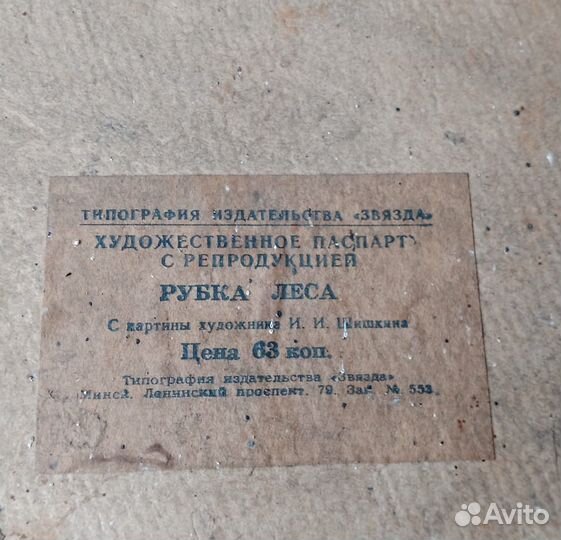 ТИПОГРАФИЯ ИЗДАТЕЛЬСТВА «ЗВЯЗДА»
ХУДОЖЕСТВЕННОЕ ПАСПАРТУ
С РЕПРОДУКЦИЕЙ
РУБКА ЛЕСА
С картины художника И. И. Шишкина
Цена 63 коп.
Типография издательства «Звязда»
Минск, Ленинский проспект, 79. Зак. № 553.
Avito